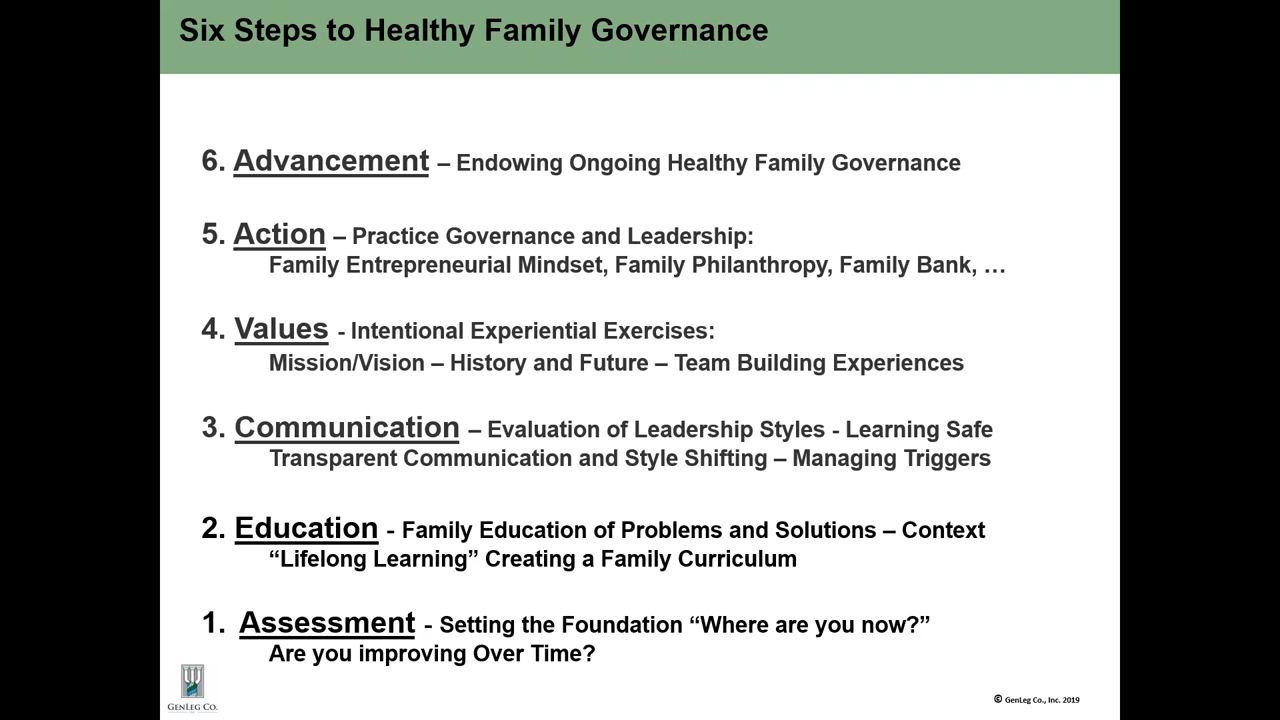 Six Steps to Healthy Family Governance
6. Advancement – Endowing Ongoing Healthy Family Governance
5. Action – Practice Governance and Leadership:
Family Entrepreneurial Mindset, Family Philanthropy, Family Bank, …
4. Values - Intentional Experiential Exercises:
Mission/Vision – History and Future – Team Building Experiences
3. Communication – Evaluation of Leadership Styles - Learning Safe
Transparent Communication and Style Shifting – Managing Triggers
2. Education - Family Education of Problems and Solutions – Context
“Lifelong Learning” Creating a Family Curriculum
1. Assessment - Setting the Foundation “Where are you now?”
Are you improving Over Time?
GENLEG CO.
© GenLeg Co., Inc. 2019